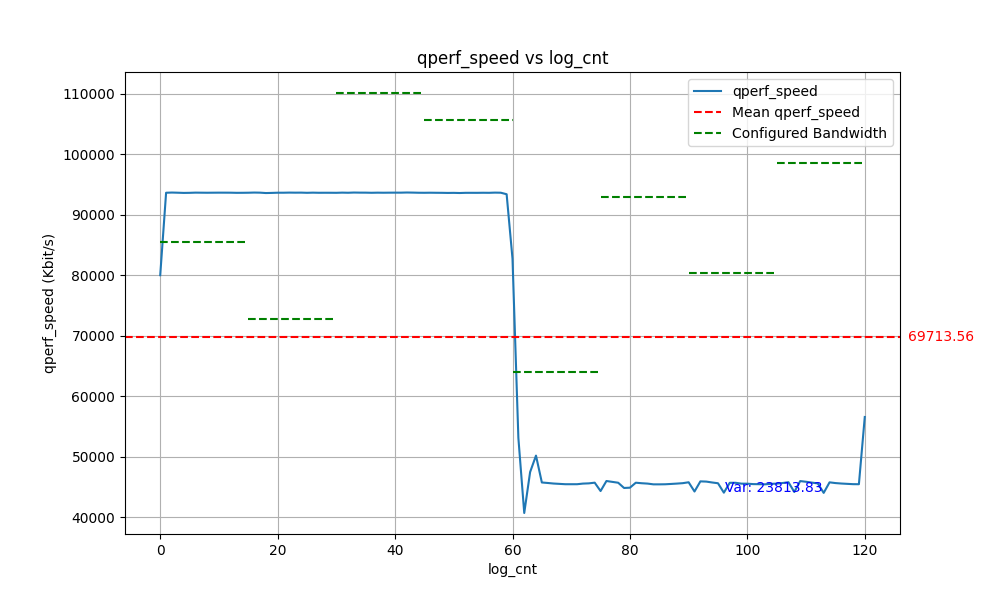 qperf_speed vs log_cnt
qperf_speed
Mean qperf_speed
Configured Bandwidth
110000
100000
90000
80000
70000
60000
50000
40000
qperf_speed (Kbit/s)
69713.56
Var: 23813.83
0
20
40
60
80
100
120
log_cnt